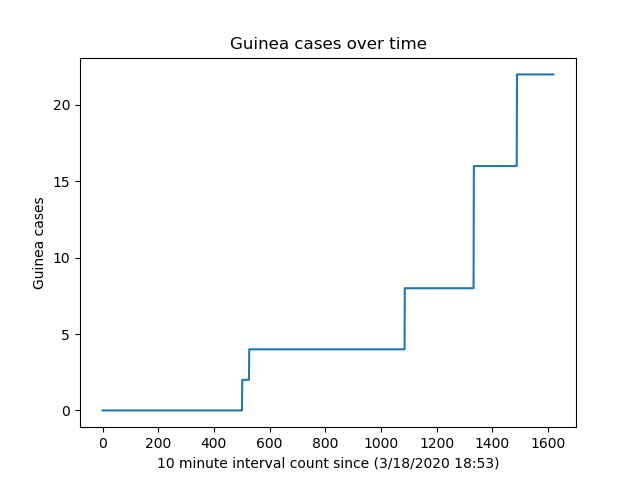 Guinea cases over time
Guinea cases
20
15
10
5
0
0 200 400 600 800 1000 1200 1400 1600
10 minute interval count since (3/18/2020 18:53)